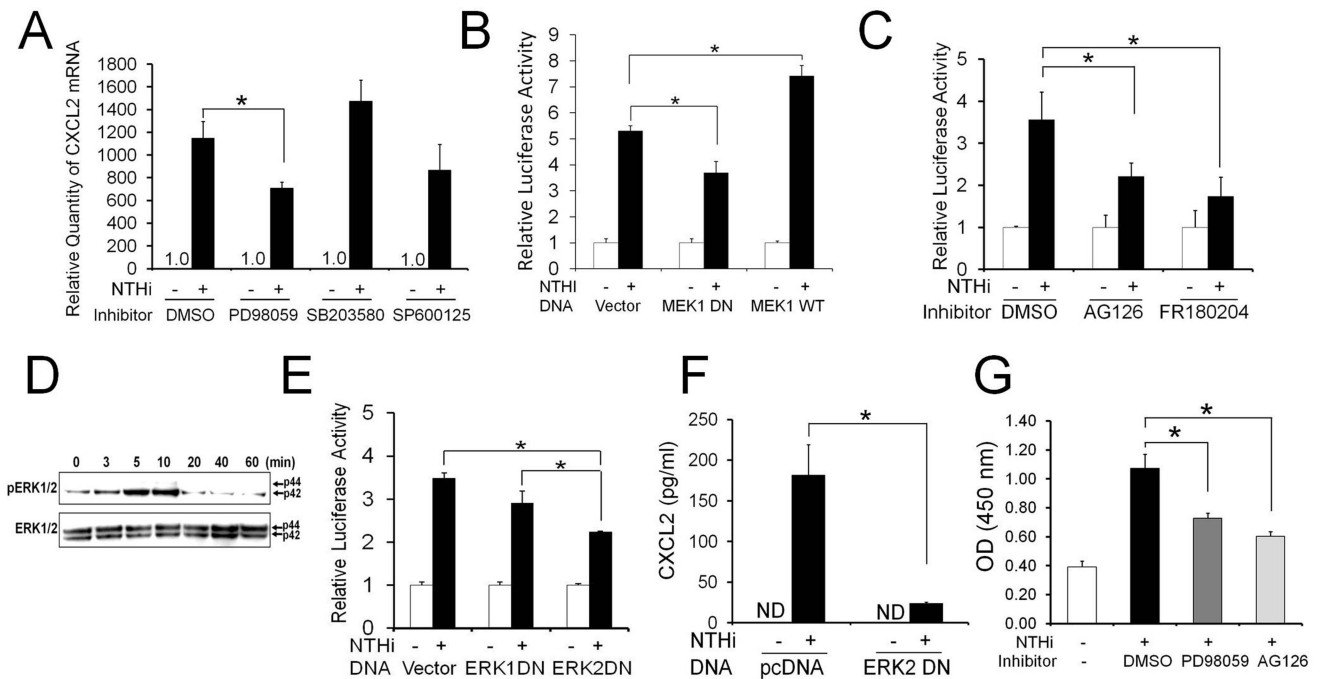 A
Relative Quantity of CXCL2 mRNA
1800
1600
1400
1200
1000
800
600
400
200
0
*
1.0 1.0 1.0 1.0
NTHi - + - + - + - +
Inhibitor DMSO PD98059 SB203580 SP600125
B
Relative Luciferase Activity
9
8
7
6
5
4
3
2
1
0
*
*
NTHI - + - + - +
DNA Vector MEK1 DN MEK1 WT
C
Relative Luciferase Activity
5
4
3
2
1
0
*
*
NTHi - + - + - +
Inhibitor DMSO AG126 FR180204
D
0 3 5 10 20 40 60 (min)
pERK1/2
p44
p42
ERK1/2
p44
p42
E
Relative Luciferase Activity
5
4
3
2
1
0
*
*
NTHi - + - + - +
DNA Vector ERK1DN ERK2DN
F
CXCL2 (pg/ml)
250
200
150
100
50
0
*
ND ND
NTHi - + - +
DNA pcDNA ERK2 DN
G
OD (450 nm)
1.40
1.20
1.00
0.80
0.60
0.40
0.20
0.00
*
*
NTHi - + + +
Inhibitor - DMSO PD98059 AG126